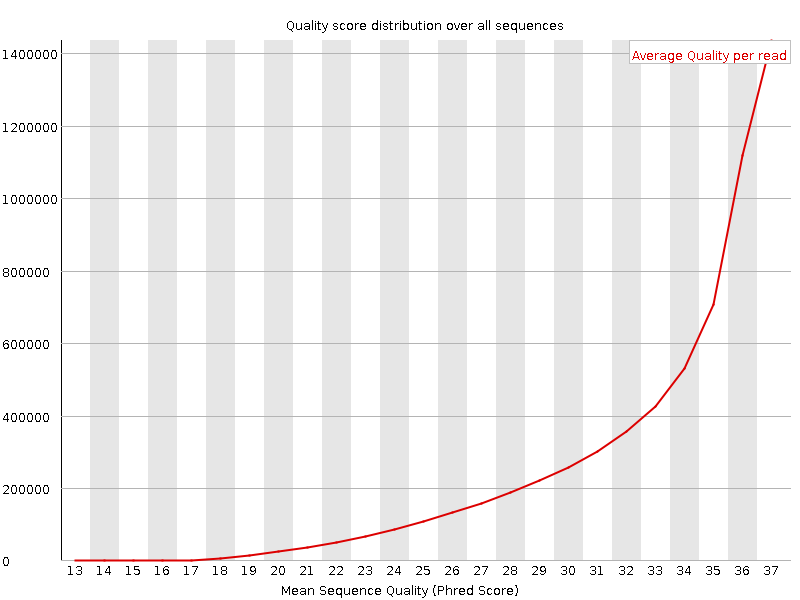 Quality score distribution over all sequences
Average Quality per read
1400000
1200000
1000000
800000
600000
400000
200000
0
13 14 15 16 17 18 19 20 21 22 23 24 25 26 27 28 29 30 31 32 33 34 35 36 37
Mean Sequence Quality (Phred Score)